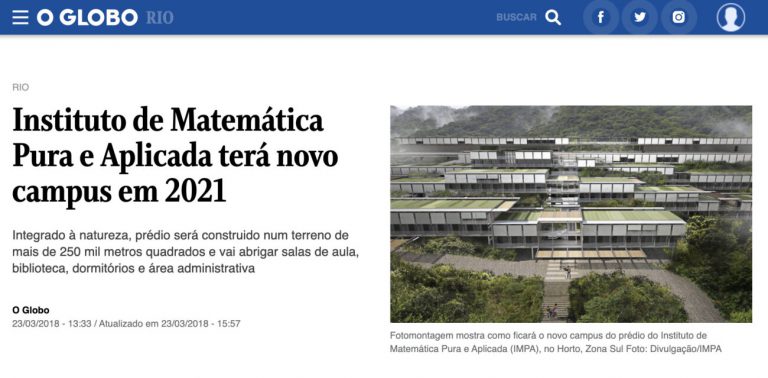 O GLOBO RIO
BUSCAR
RIO
Instituto de Matemática
Pura e Aplicada terá novo
campus em 2021
Integrado à natureza, prédio será construido num terreno de
mais de 250 mil metros quadrados e vai abrigar salas de aula,
biblioteca, dormitórios e área administrativa
O Globo
23/03/2018 - 13:33 / Atualizado em 23/03/2018 - 15:57
Fotomontagem mostra como ficará o novo campus do prédio do Instituto de
Matemática Pura e Aplicada (IMPA), no Horto, Zona Sul Foto: Divulgação/IMPA